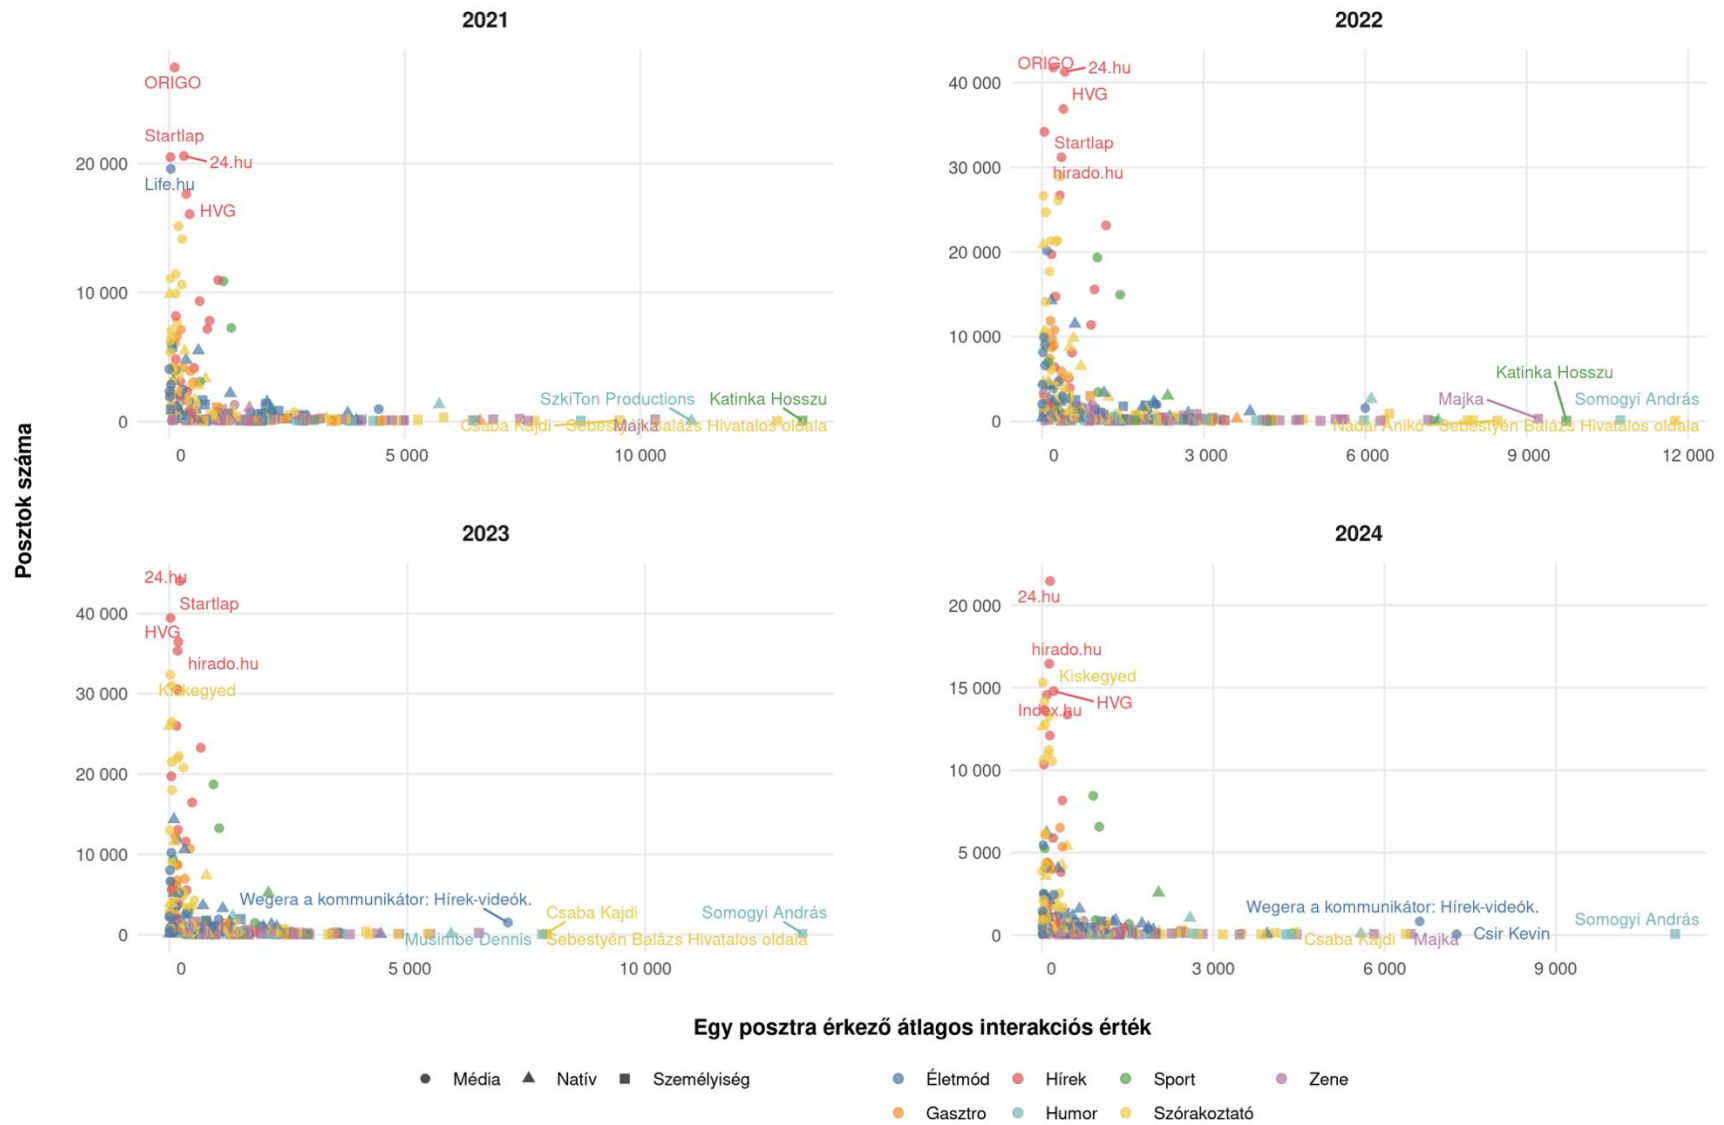 2021
2022
ORIGO
Startlap
24.hu
Life.hu
HVG
SzkiTon Productions
Katinka Hosszu
Csaba Kajdi
Sebestyén Balázs Hivatalos oldala
Majka
20 000
10 000
0
0
5 000
10 000
ORIGO
24.hu
HVG
Startlap
hirado.hu
Katinka Hosszu
Majka
Somogyi András
Nádai Anikó
Sebestyén Balázs Hivatalos oldala
40 000
30 000
20 000
10 000
0
0
3 000
6 000
9 000
12 000
Posztok száma
2023
2024
24.hu
Startlap
HVG
hirado.hu
Kiskegyed
Wegera a kommunikátor: Hírek-videók.
Csaba Kajdi
Somogyi András
Musimbe Dennis
Sebestyén Balázs Hivatalos oldala
40 000
30 000
20 000
10 000
0
0
5 000
10 000
24.hu
hirado.hu
Kiskegyed
HVG
Index.hu
Wegera a kommunikátor: Hírek-videók.
Somogyi András
Csaba Kajdi
Majka
Csir Kevin
20 000
15 000
10 000
5 000
0
0
3 000
6 000
9 000
Egy posztra érkező átlagos interakciós érték
Média Natív Személyiség
Életmód Hírek Sport Zene
Gasztro Humor Szórakoztató